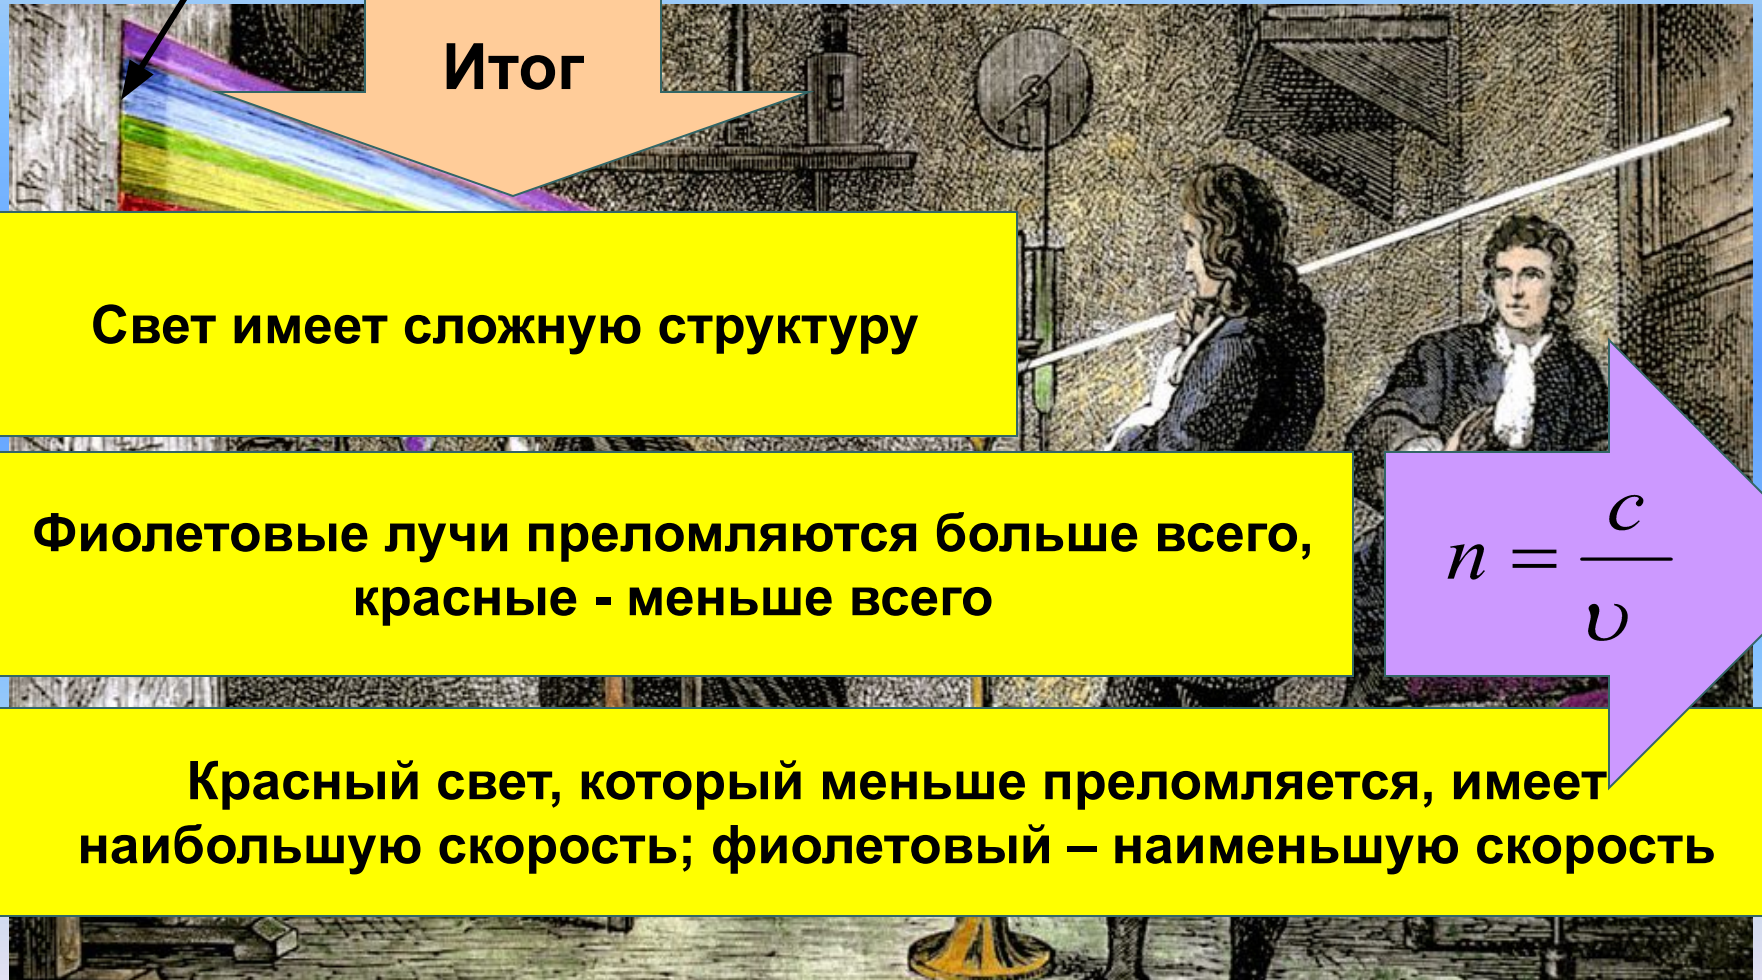 Итог
Свет имеет сложную структуру
Фиолетовые лучи преломляются больше всего,
красные - меньше всего
n = c / υ
Красный свет, который меньше преломляется, имеет
наибольшую скорость; фиолетовый – наименьшую скорость